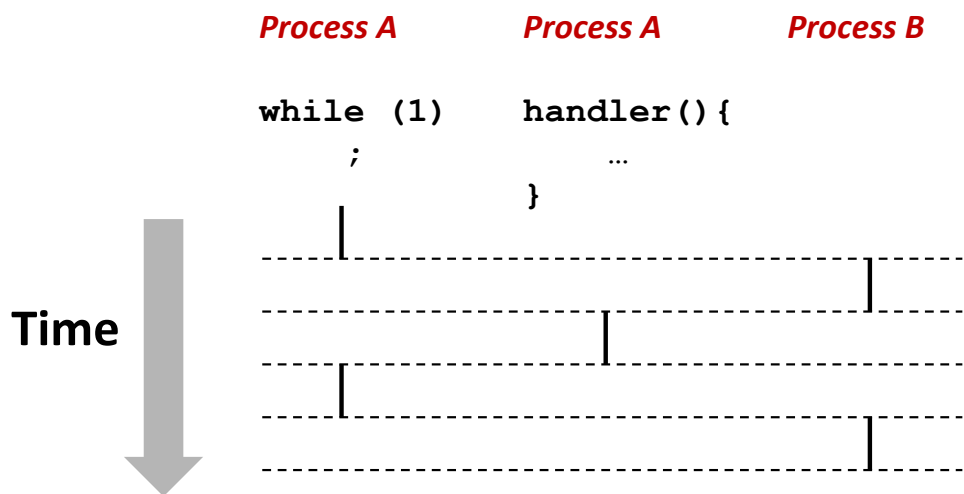 Process A Process A Process B
while (1) handler(){
; …
}
Time